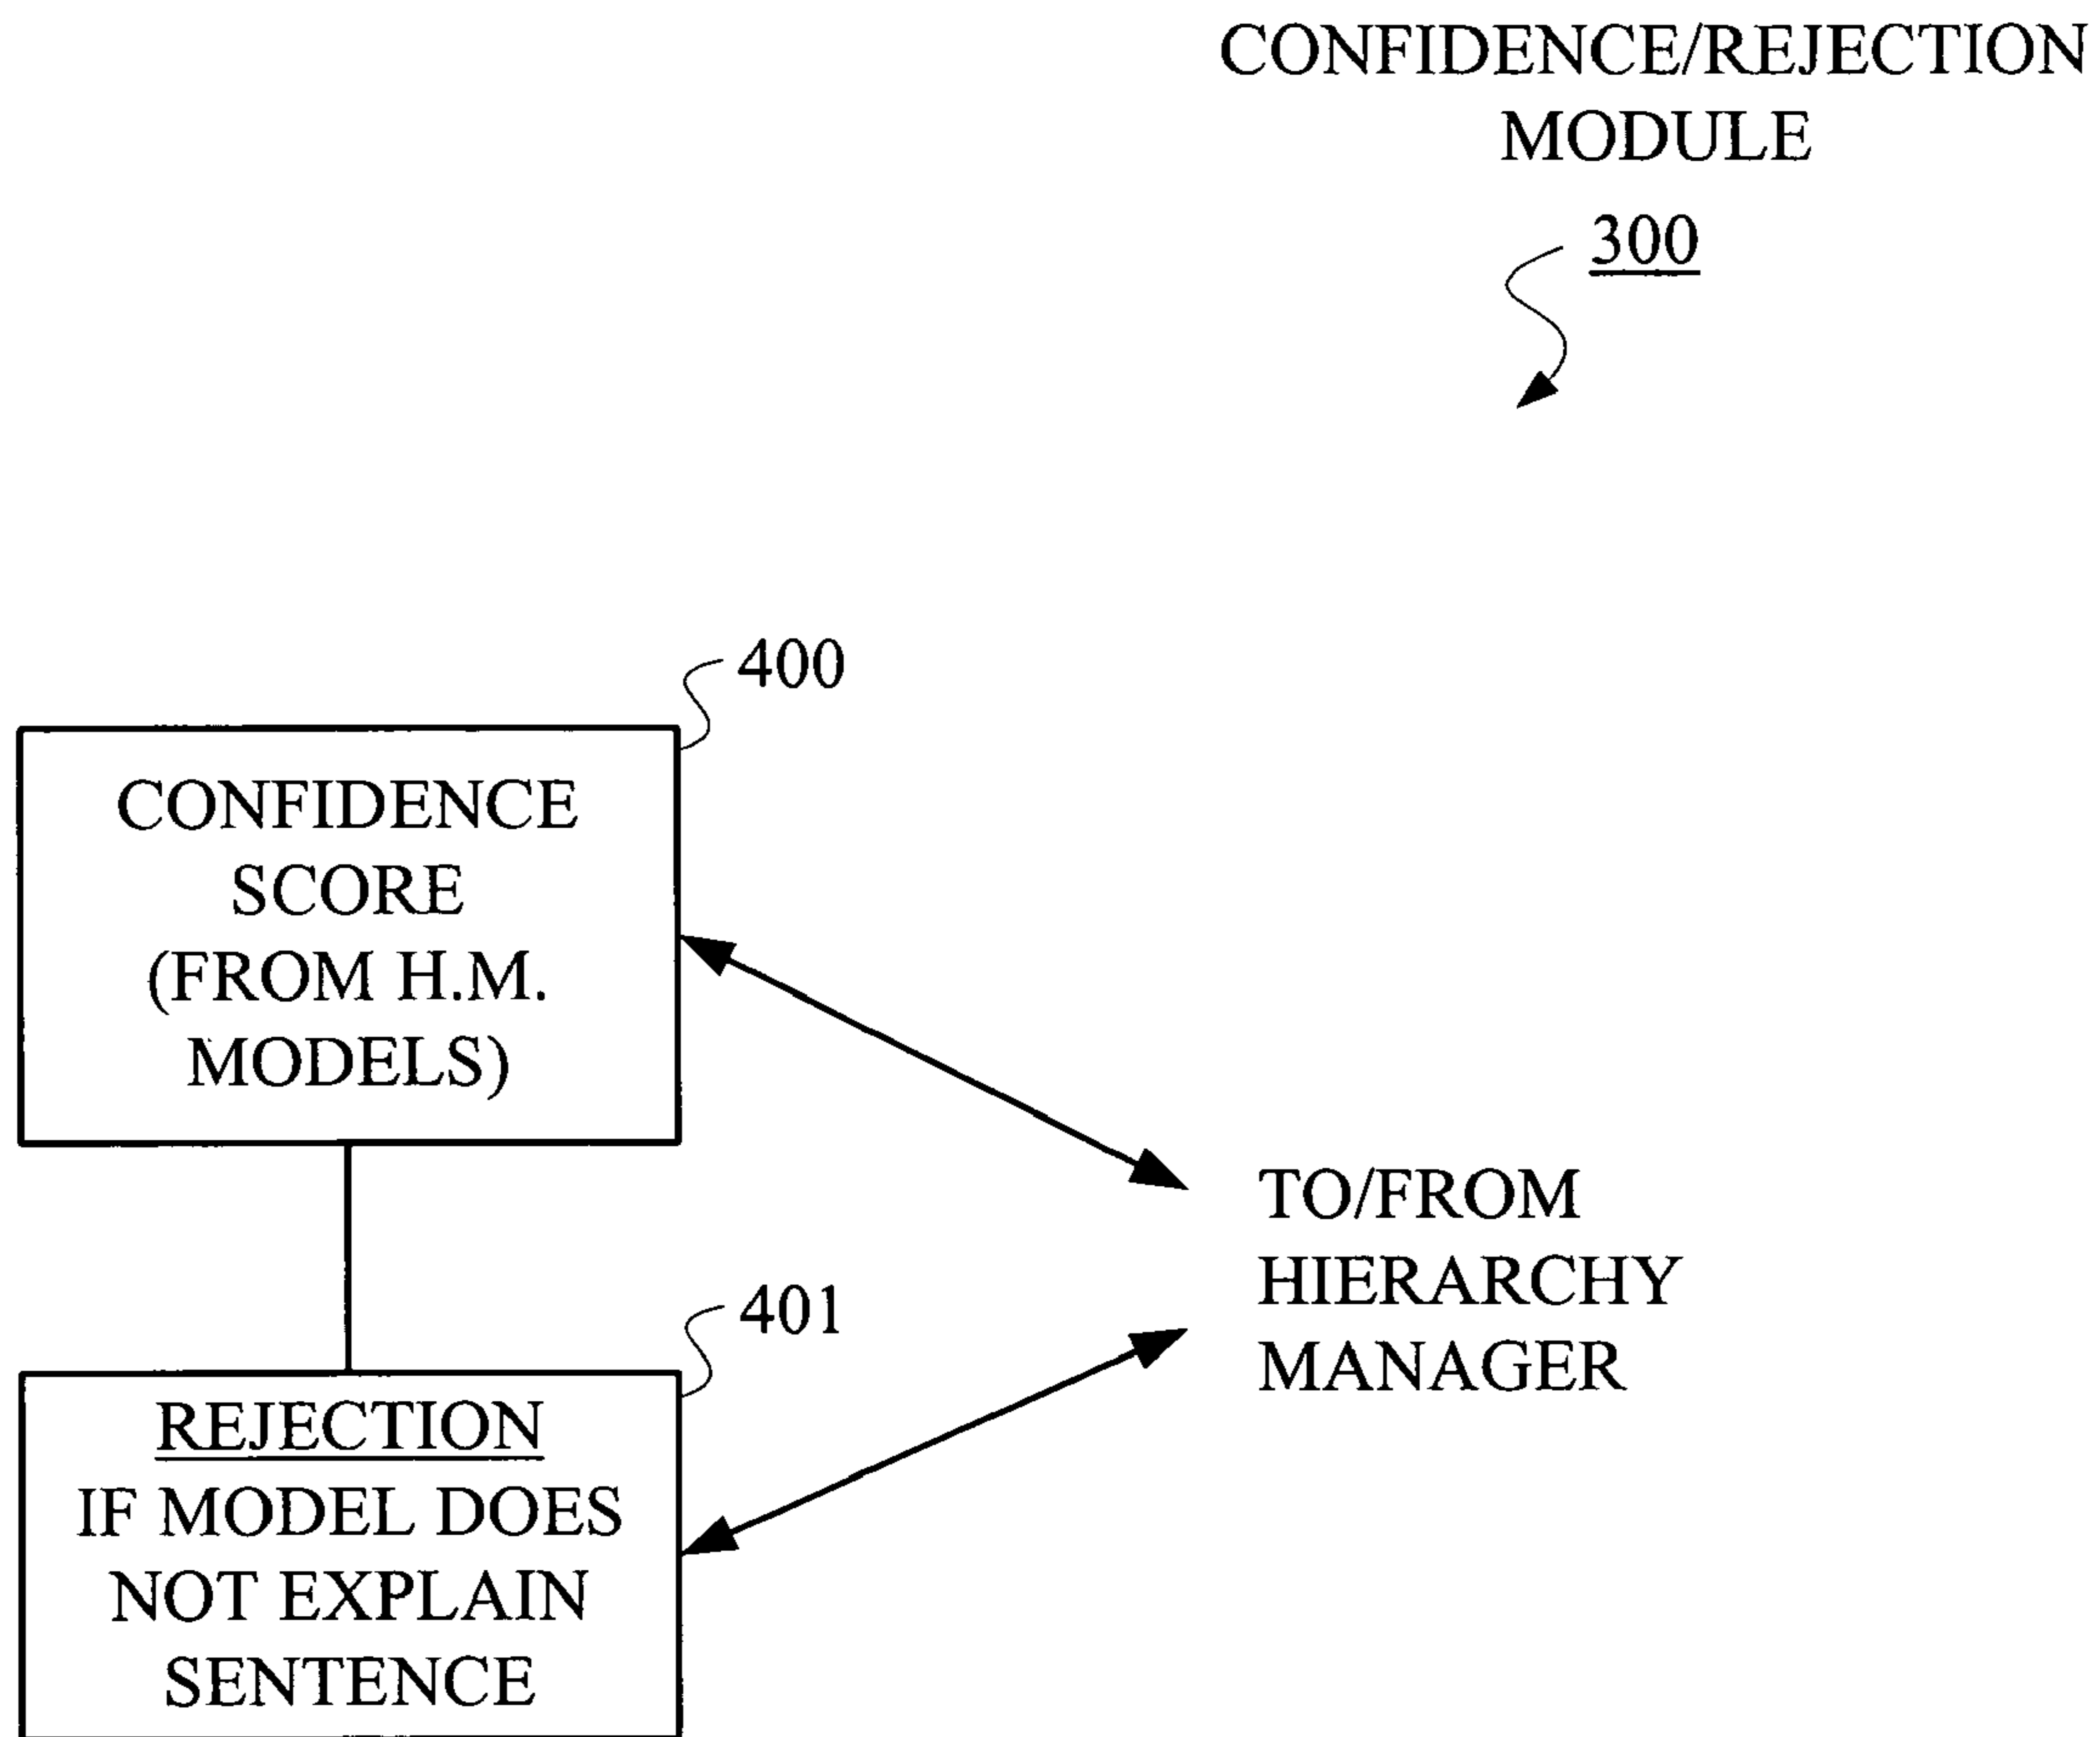 CONFIDENCE/REJECTION
MODULE
300
400
CONFIDENCE
SCORE
(FROM H.M.
MODELS)
TO/FROM
HIERARCHY
MANAGER
401
REJECTION
IF MODEL DOES
NOT EXPLAIN
SENTENCE